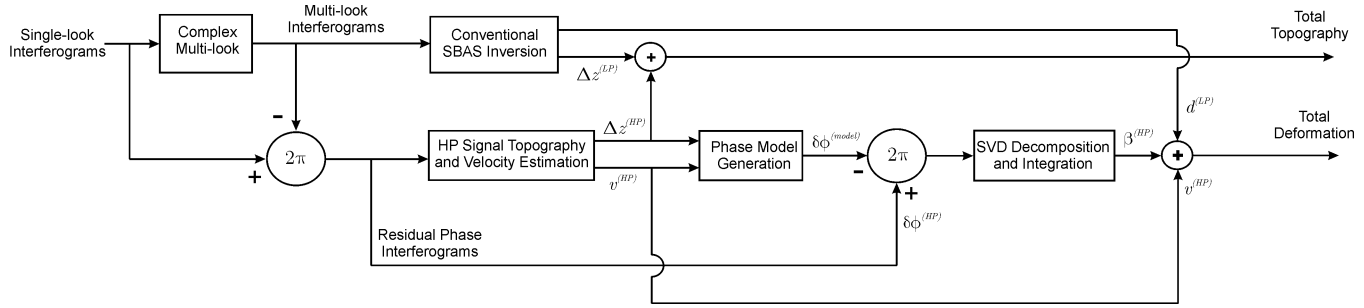 Single-look
Interferograms
Complex
Multi-look
Multi-look
Interferograms
Conventional
SBAS Inversion
Δz(LP)
+
Total
Topography
d(LP)
-
+
2π
HP Signal Topography
and Velocity Estimation
Δz(HP)
v(HP)
Phase Model
Generation
δϕ(model)
-
2π
+
δϕ(HP)
SVD Decomposition
and Integration
β(HP)
+
v(HP)
Total
Deformation
Residual Phase
Interferograms